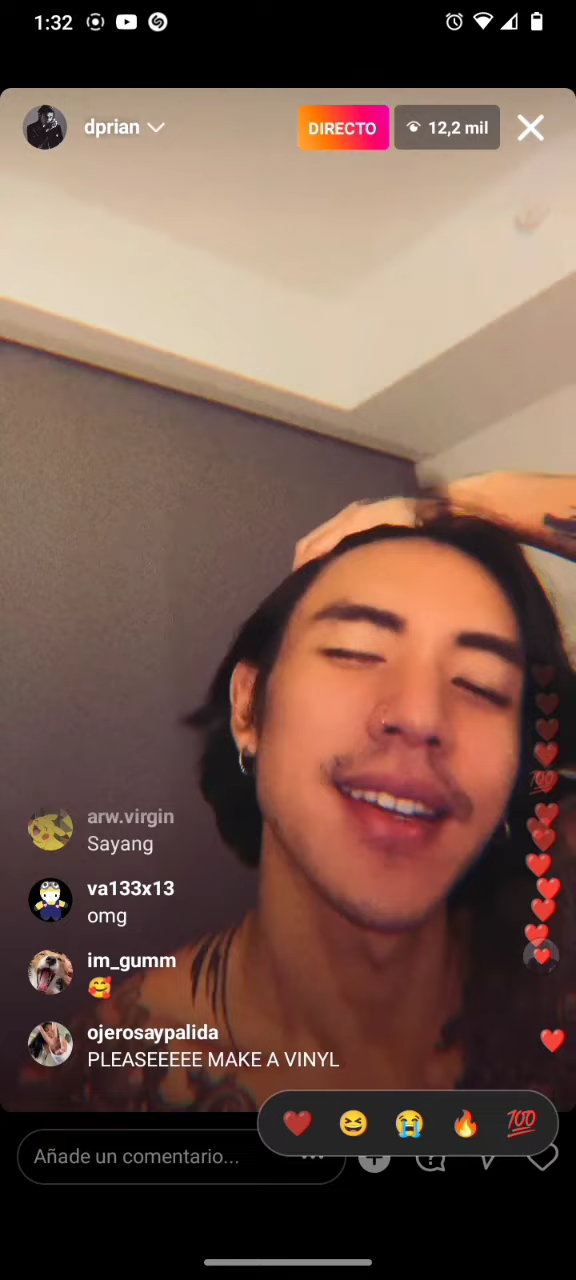 1:32
dprian
DIRECTO
12,2 mil
arw.virgin
Sayang
va133x13
omg
im_gumm
🥰
ojerosaypalida
PLEASEEEEE MAKE A VINYL
Añade un comentario...